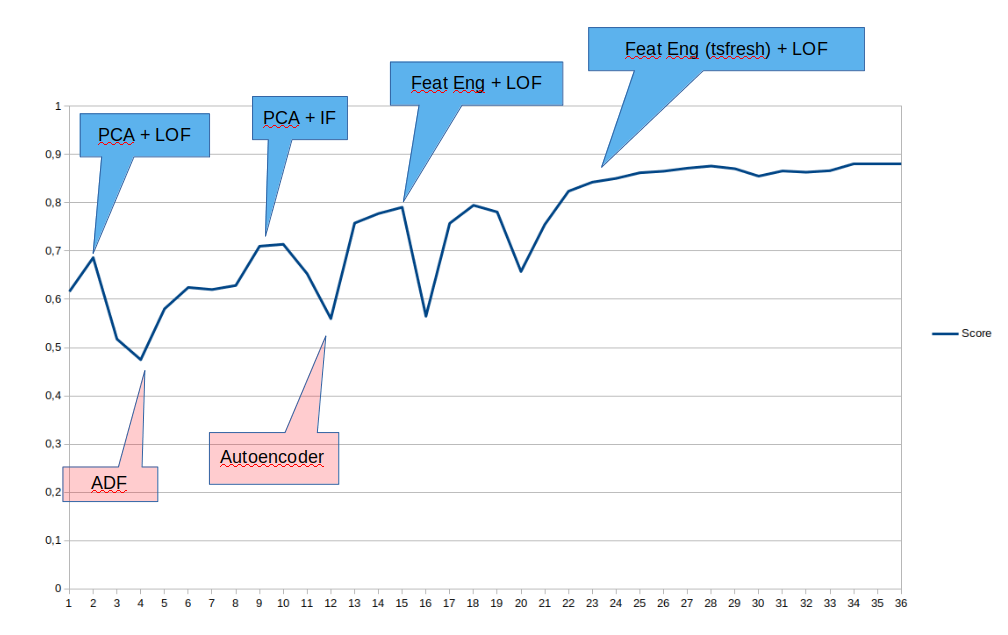 Feat Eng (tsfresh) + LOF
Feat Eng + LOF
PCA + IF
PCA + LOF
1
0,9
0,8
0,7
0,6
0,5
0,4
0,3
0,2
0,1
0
Score
Autoencoder
ADF
1 2 3 4 5 6 7 8 9 10 11 12 13 14 15 16 17 18 19 20 21 22 23 24 25 26 27 28 29 30 31 32 33 34 35 36